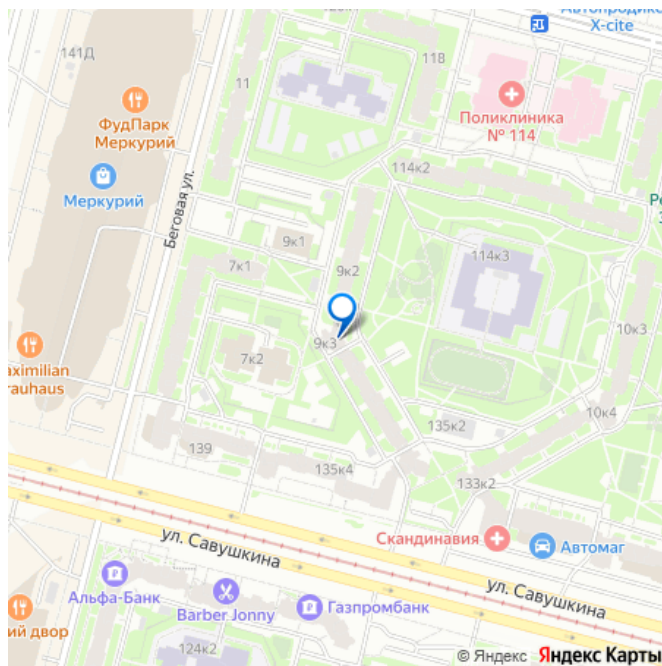 Автопродикс
X-cite
141Д
118
11
Поликлиника
№ 114
ФудПарк
Меркурий
114к2
Меркурий
Беговая ул.
9к1
114к3
7к1
9к2
10к3
9к3
7к2
aximilian
rauhaus
10к4
135к2
139
135к4
133к2
Скандинавия
Автомаг
ул. Савушкина
ул. Савушкина
Альфа-Банк
Barber Jonny
Газпромбанк
ий двор
124к2
© Яндекс Яндекс Карты